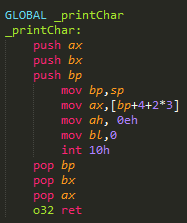 GLOBAL _printChar
_printChar:
push ax
push bx
push bp
mov bp,sp
mov ax,[bp+4+2*3]
mov ah, 0eh
mov bl,0
int 10h
pop bp
pop bx
pop ax
o32 ret